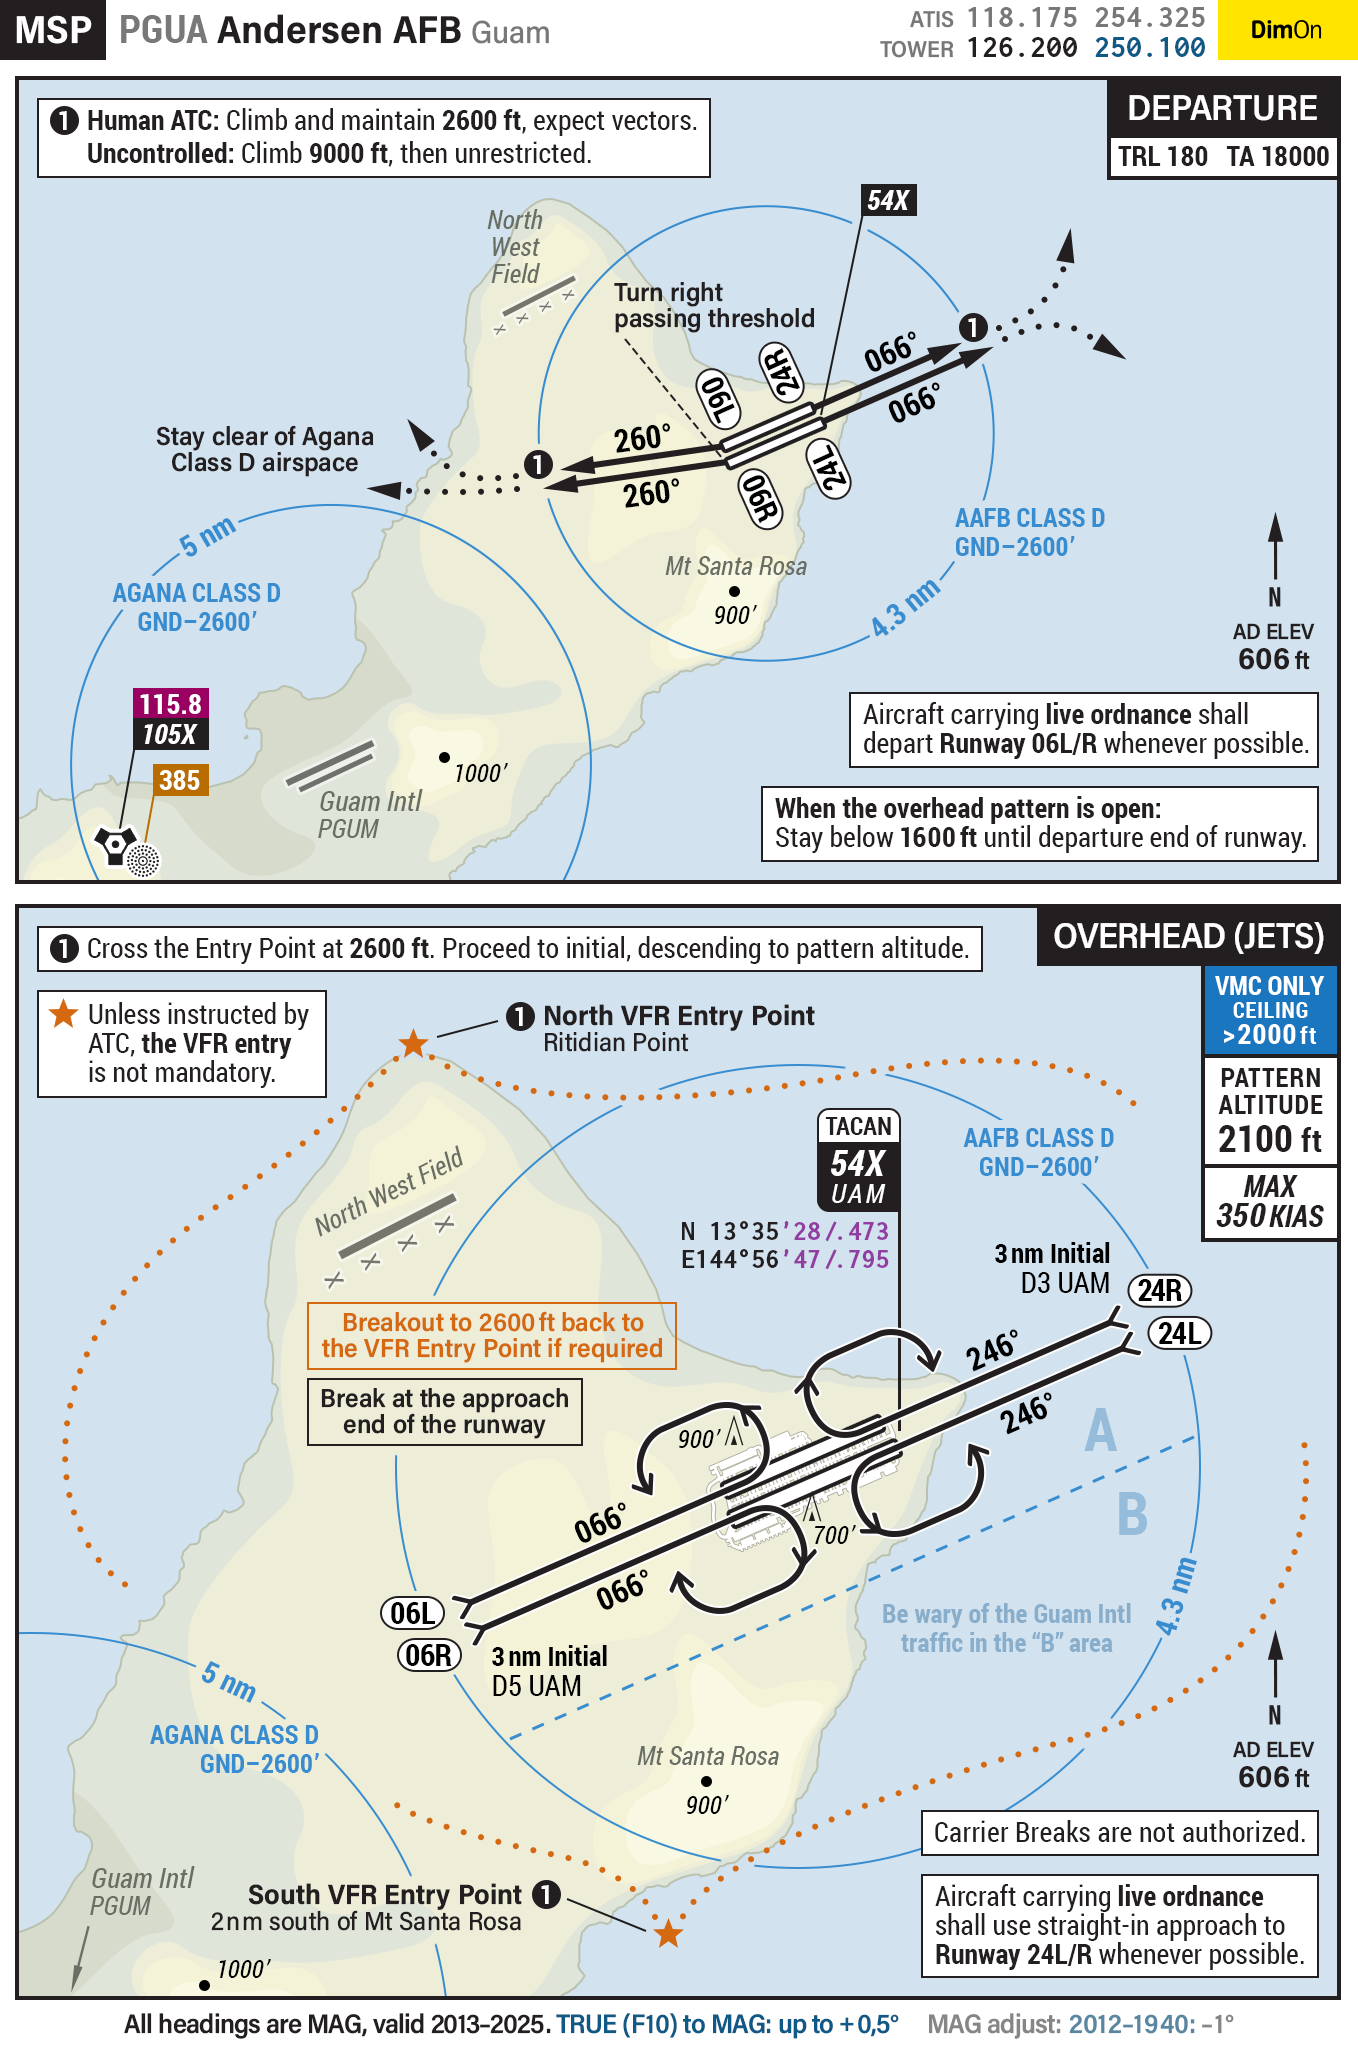 MSP PGUA Andersen AFB Guam
ATIS 118.175 254.325
TOWER 126.200 250.100
DimOn
DEPARTURE
TRL 180 TA 18000
1 Human ATC: Climb and maintain 2600 ft, expect vectors.
Uncontrolled: Climb 9000 ft, then unrestricted.
54X
North
West
Field
Turn right
passing threshold
1
066°
066°
06L
24R
24L
06R
260°
260°
1
Stay clear of Agana
Class D airspace
5 nm
AGANA CLASS D
GND–2600'
AAFB CLASS D
GND–2600'
4.3 nm
Mt Santa Rosa
900'
N
AD ELEV
606 ft
115.8
105X
385
1000'
Guam Intl
PGUM
Aircraft carrying live ordnance shall
depart Runway 06L/R whenever possible.
When the overhead pattern is open:
Stay below 1600 ft until departure end of runway.
OVERHEAD (JETS)
1 Cross the Entry Point at 2600 ft. Proceed to initial, descending to pattern altitude.
VMC ONLY
CEILING
>2000 ft
PATTERN
ALTITUDE
2100 ft
MAX
350 KIAS
Unless instructed by
ATC, the VFR entry
is not mandatory.
1 North VFR Entry Point
Ritidian Point
TACAN
54X
UAM
N 13°35'28/.473
E144°56'47/.795
AAFB CLASS D
GND–2600'
North West Field
3 nm Initial
D3 UAM
24R
24L
Breakout to 2600 ft back to
the VFR Entry Point if required
Break at the approach
end of the runway
246°
246°
900'
700'
066°
066°
A
B
06L
06R
3 nm Initial
D5 UAM
Be wary of the Guam Intl
traffic in the “B” area
4.3 nm
5 nm
AGANA CLASS D
GND–2600'
Mt Santa Rosa
900'
N
AD ELEV
606 ft
Carrier Breaks are not authorized.
Guam Intl
PGUM
South VFR Entry Point 1
2 nm south of Mt Santa Rosa
1000'
Aircraft carrying live ordnance
shall use straight-in approach to
Runway 24L/R whenever possible.
All headings are MAG, valid 2013–2025. TRUE (F10) to MAG: up to +0,5° MAG adjust: 2012–1940: –1°